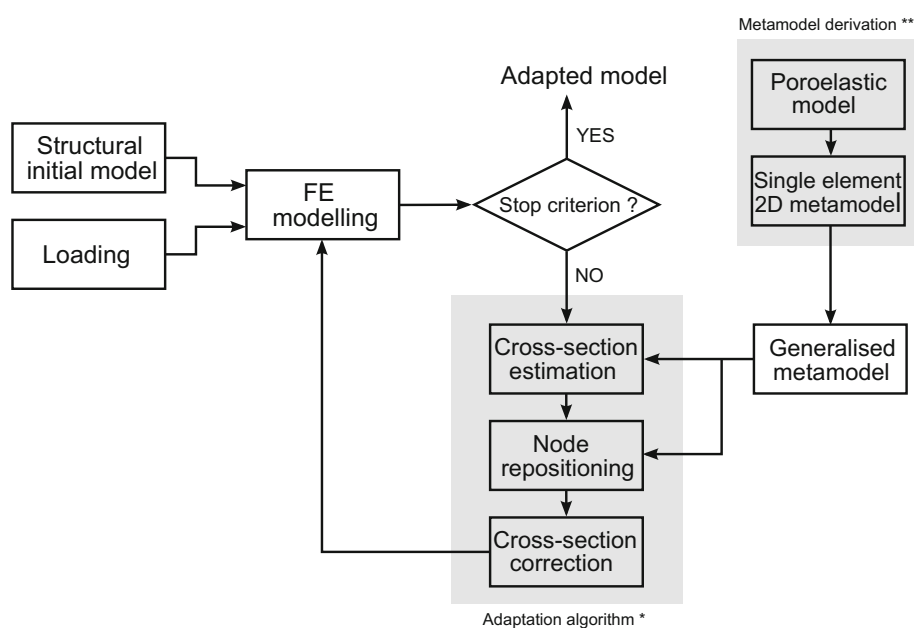 Metamodel derivation **
Adapted model
Poroelastic
model
YES
Structural
initial model
FE
modelling
Stop criterion ?
Single element
2D metamodel
Loading
NO
Cross-section
estimation
Generalised
metamodel
Node
repositioning
Cross-section
correction
Adaptation algorithm *